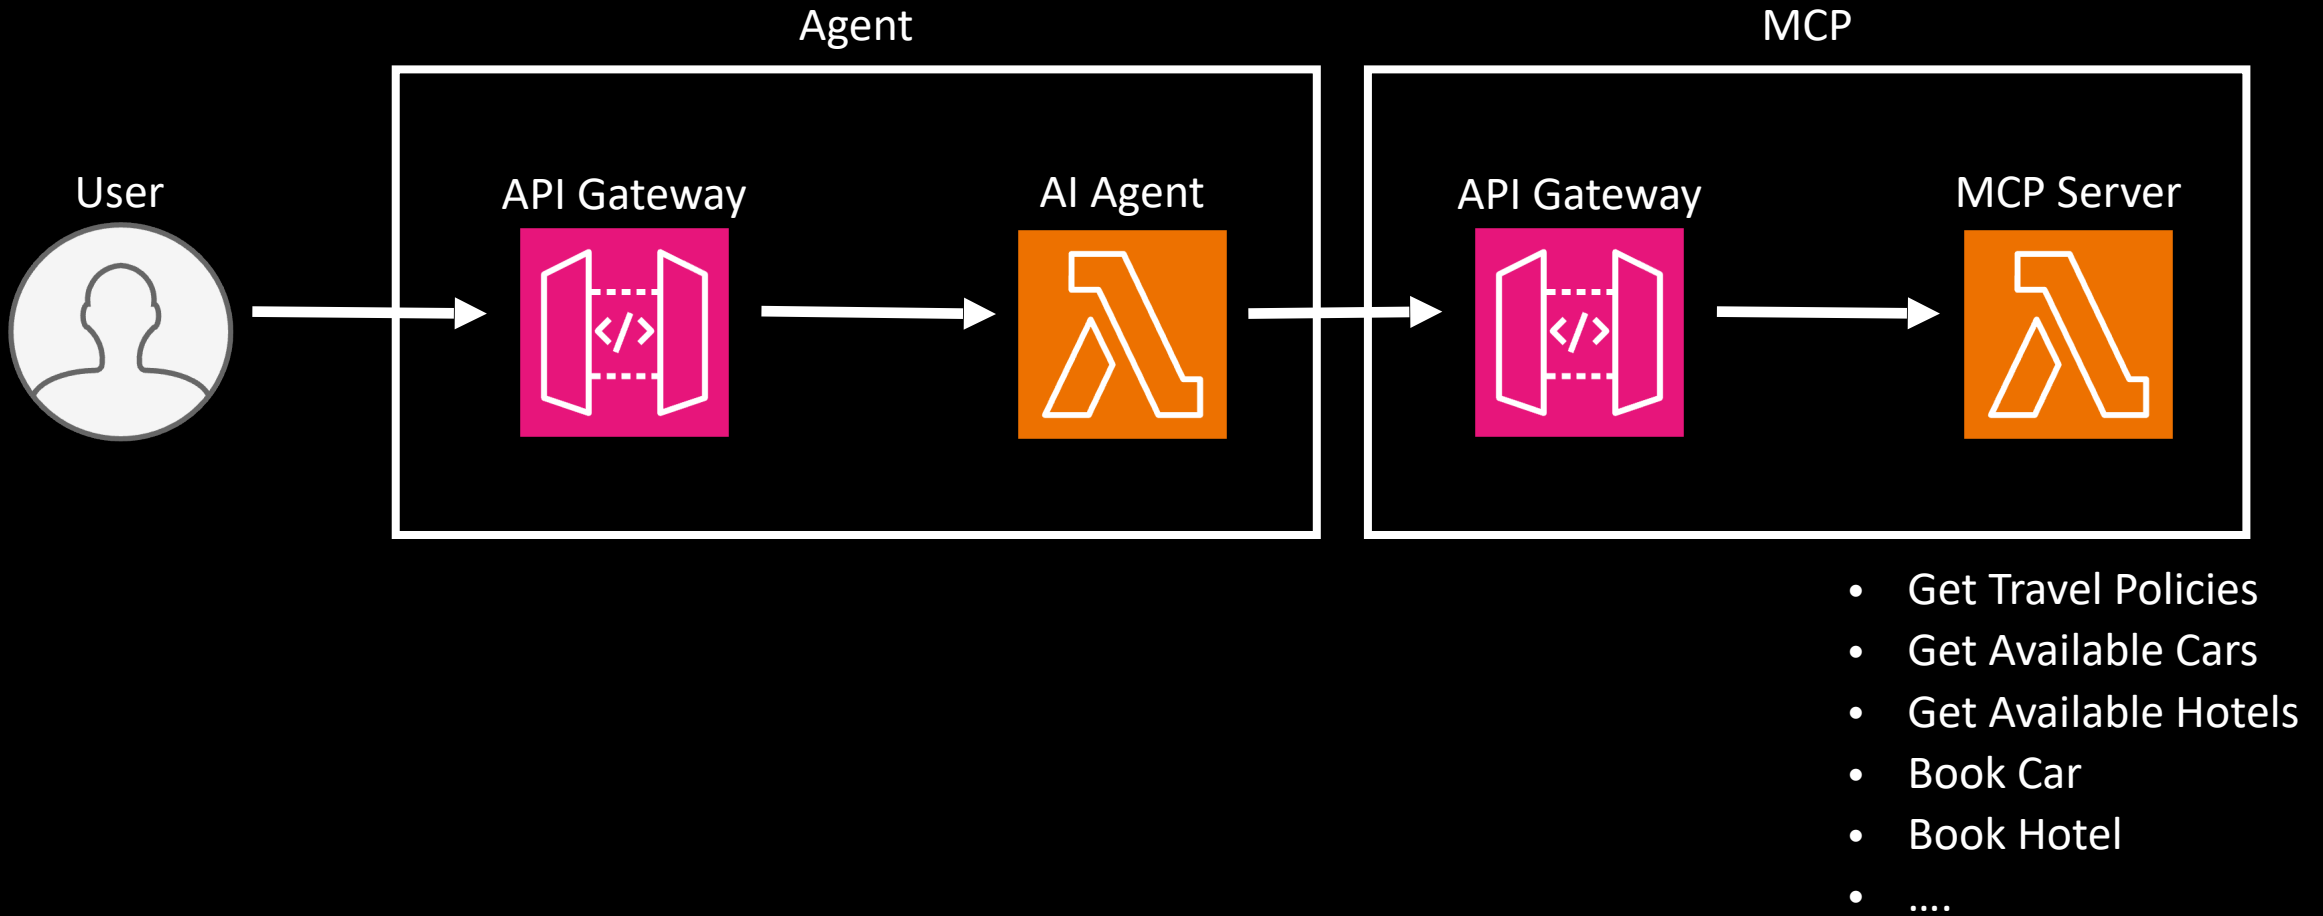 Agent
MCP
User
API Gateway
AI Agent
API Gateway
MCP Server
</>
</>
• Get Travel Policies
• Get Available Cars
• Get Available Hotels
• Book Car
• Book Hotel
• ....